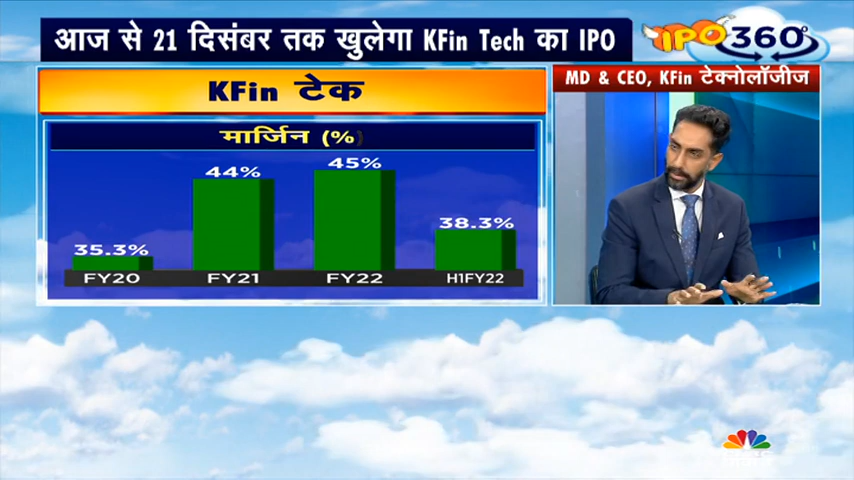 आज से 21 दिसंबर तक खुलेगा KFin Tech का IPO
IPO 360°
KFin टेक
MD & CEO, KFin टेक्नोलॉजीज
मार्जिन (%)
35.3%
44%
45%
38.3%
FY20
FY21
FY22
H1FY22